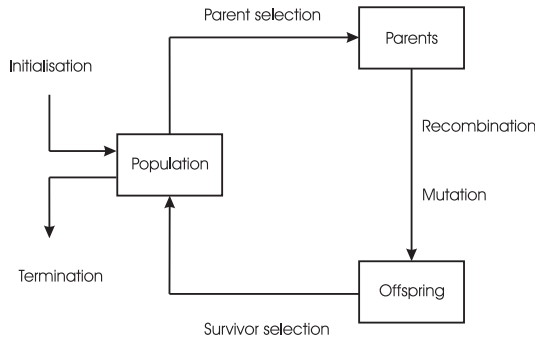 Parent selection
Parents
Initialisation
Recombination
Population
Mutation
Termination
Offspring
Survivor selection